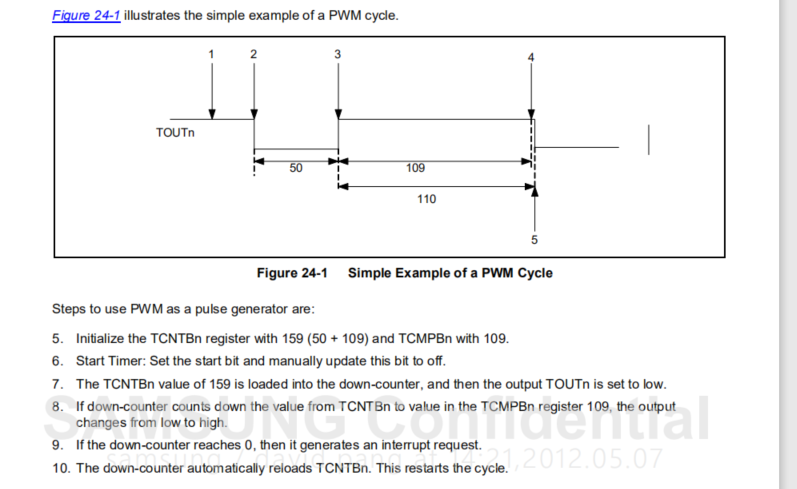 Figure 24-1 illustrates the simple example of a PWM cycle.
1 2 3 4
TOUTn
50 109
110
5
Figure 24-1 Simple Example of a PWM Cycle
Steps to use PWM as a pulse generator are:
5. Initialize the TCNTBn register with 159 (50 + 109) and TCMPBn with 109.
6. Start Timer: Set the start bit and manually update this bit to off.
7. The TCNTBn value of 159 is loaded into the down-counter, and then the output TOUTn is set to low.
8. If down-counter counts down the value from TCNTBn to value in the TCMPBn register 109, the output
changes from low to high.
SAMSUNG Confidential
9. If the down-counter reaches 0, then it generates an interrupt request.
10. The down-counter automatically reloads TCNTBn. This restarts the cycle.
samsung / david.pang at 14:21,2012.05.07